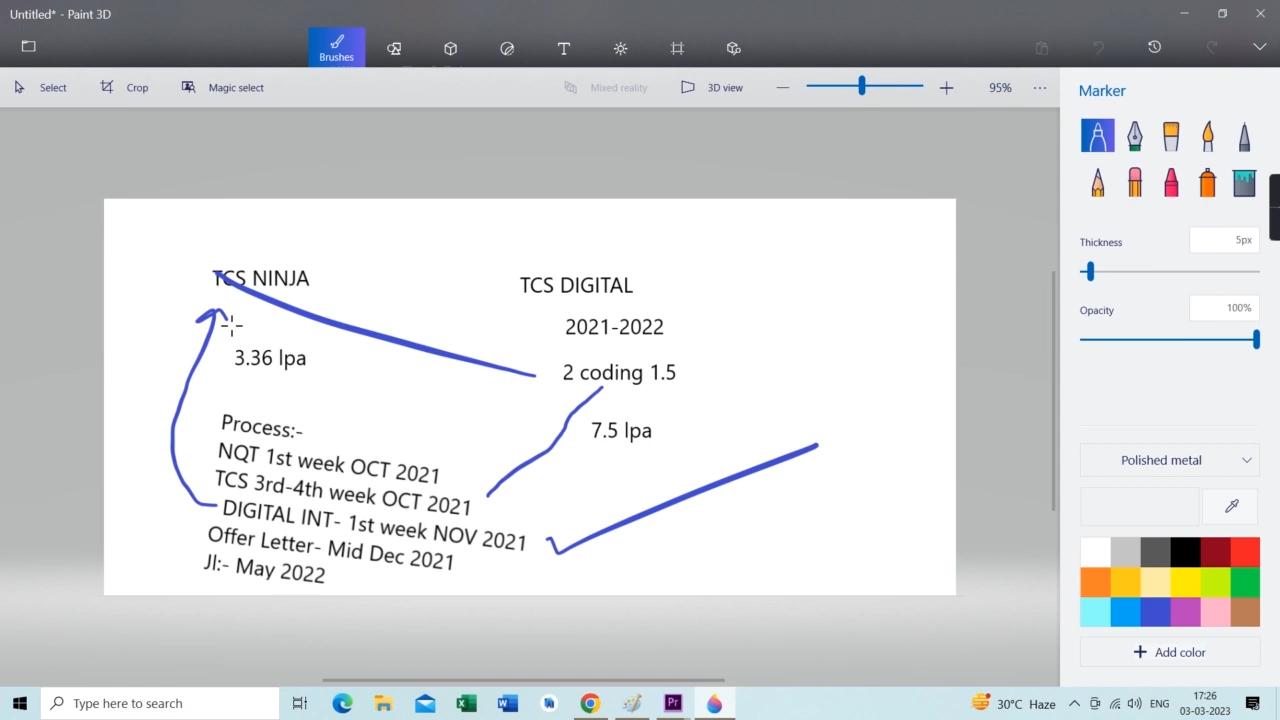 Untitled* - Paint 3D
Brushes
Select
Crop
Magic select
Mixed reality
3D view
95%
Marker
Thickness
5px
Opacity
100%
Polished metal
Add color
TCS NINJA
3.36 lpa
TCS DIGITAL
2021-2022
2 coding 1.5
7.5 lpa
Process:-
NQT 1st week OCT 2021
TCS 3rd-4th week OCT 2021
DIGITAL INT- 1st week NOV 2021
Offer Letter- Mid Dec 2021
Jl:- May 2022
Type here to search
30°C Haze
ENG
17:26
03-03-2023